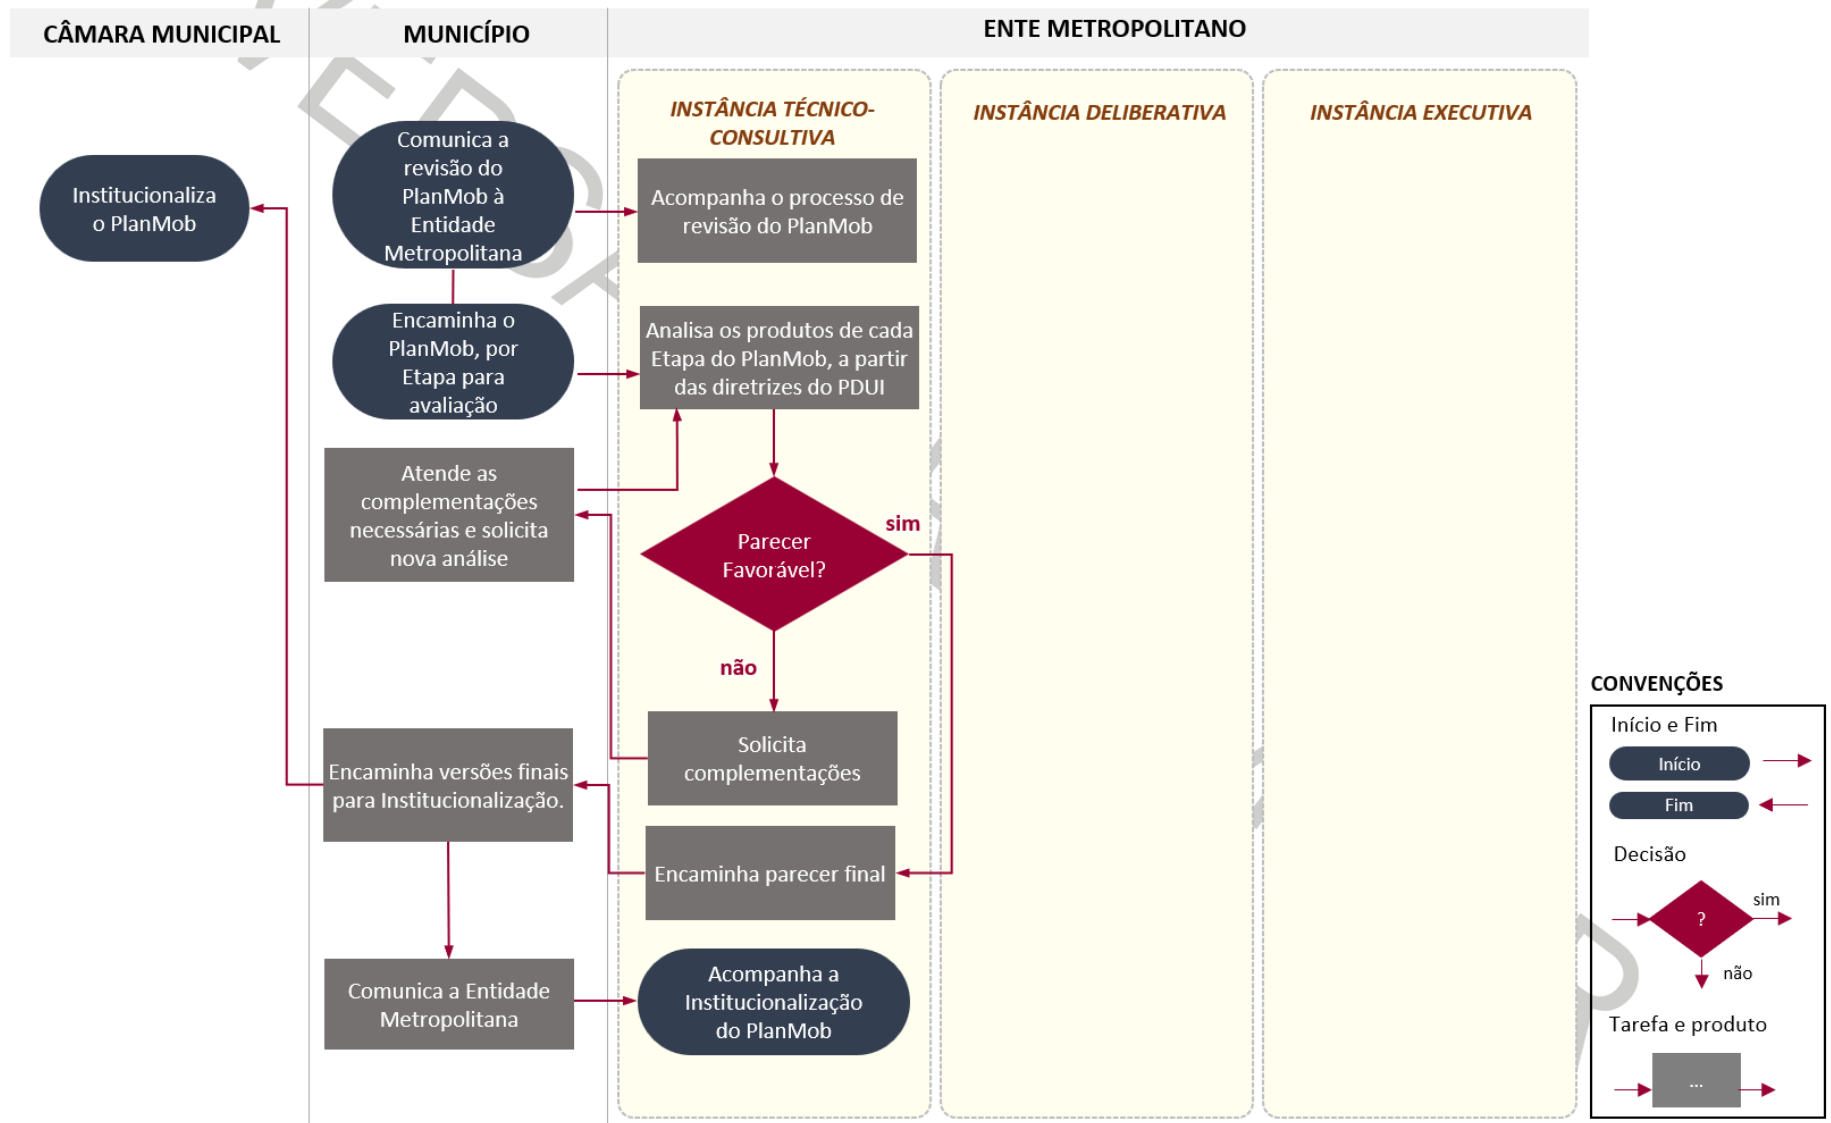 CÂMARA MUNICIPAL
MUNICÍPIO
ENTE METROPOLITANO
INSTÂNCIA TÉCNICO-
CONSULTIVA
INSTÂNCIA DELIBERATIVA
INSTÂNCIA EXECUTIVA
Comunica a
revisão do
PlanMob à
Entidade
Metropolitana
Institucionaliza
o PlanMob
Acompanha o processo de
revisão do PlanMob
Encaminha o
PlanMob, por
Etapa para
avaliação
Analisa os produtos de cada
Etapa do PlanMob, a partir
das diretrizes do PDUI
Atende as
complementações
necessárias e solicita
nova análise
Parecer
Favorável?
sim
não
Solicita
complementações
Encaminha versões finais
para Institucionalização.
Encaminha parecer final
Comunica a Entidade
Metropolitana
Acompanha a
Institucionalização
do PlanMob
CONVENÇÕES
Início e Fim
Início
Fim
Decisão
?
sim
não
Tarefa e produto
...